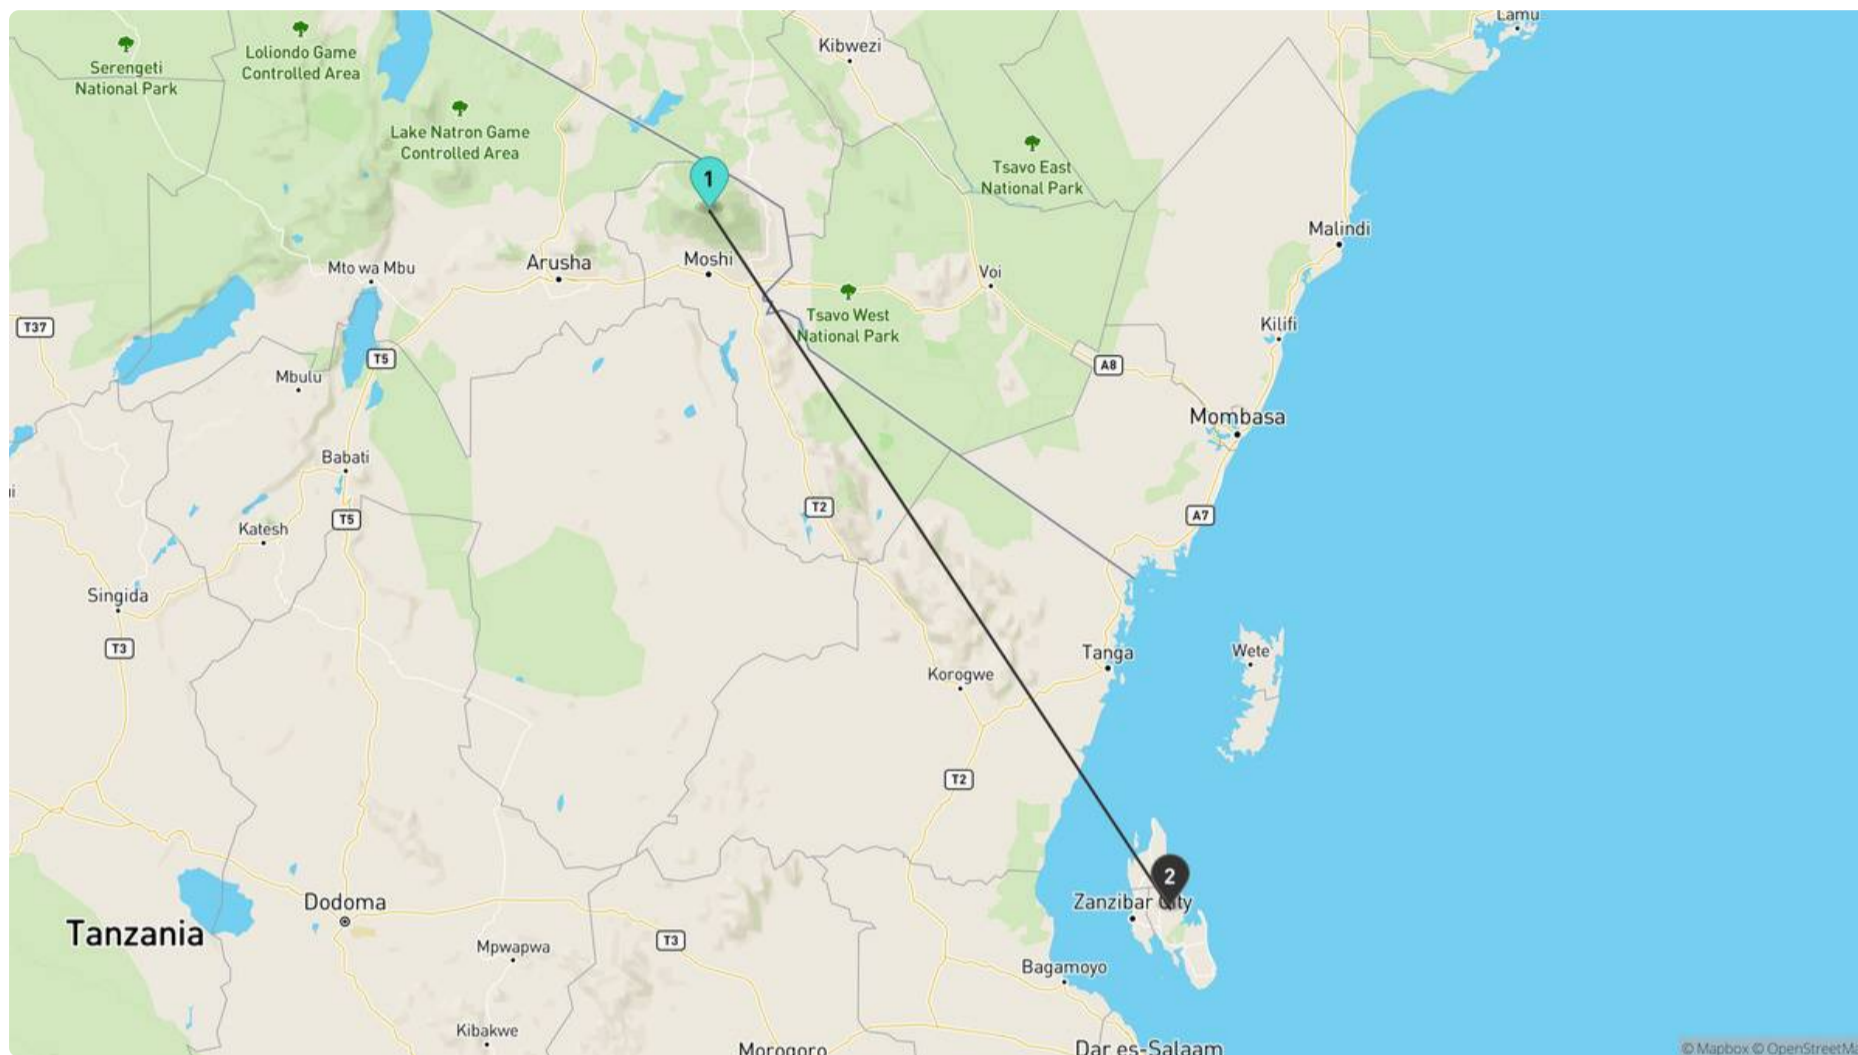 Lamu
Kibwezi
Serengeti
National Park
Loliondo Game
Controlled Area
Lake Natron Game
Controlled Area
Tsavo East
National Park
1
Malindi
Arusha
Moshi
Mto wa Mbu
Voi
Tsavo West
National Park
T37
Kilifi
T5
A8
Mbulu
Mombasa
Babati
T2
A7
T5
Katesh
Singida
T3
Tanga
Wete
Korogwe
T2
2
Dodoma
Zanzibar City
Tanzania
T3
Mpwapwa
Bagamoyo
Kibakwe
Morogoro
Dar es-Salaam
© Mapbox © OpenStreetMa